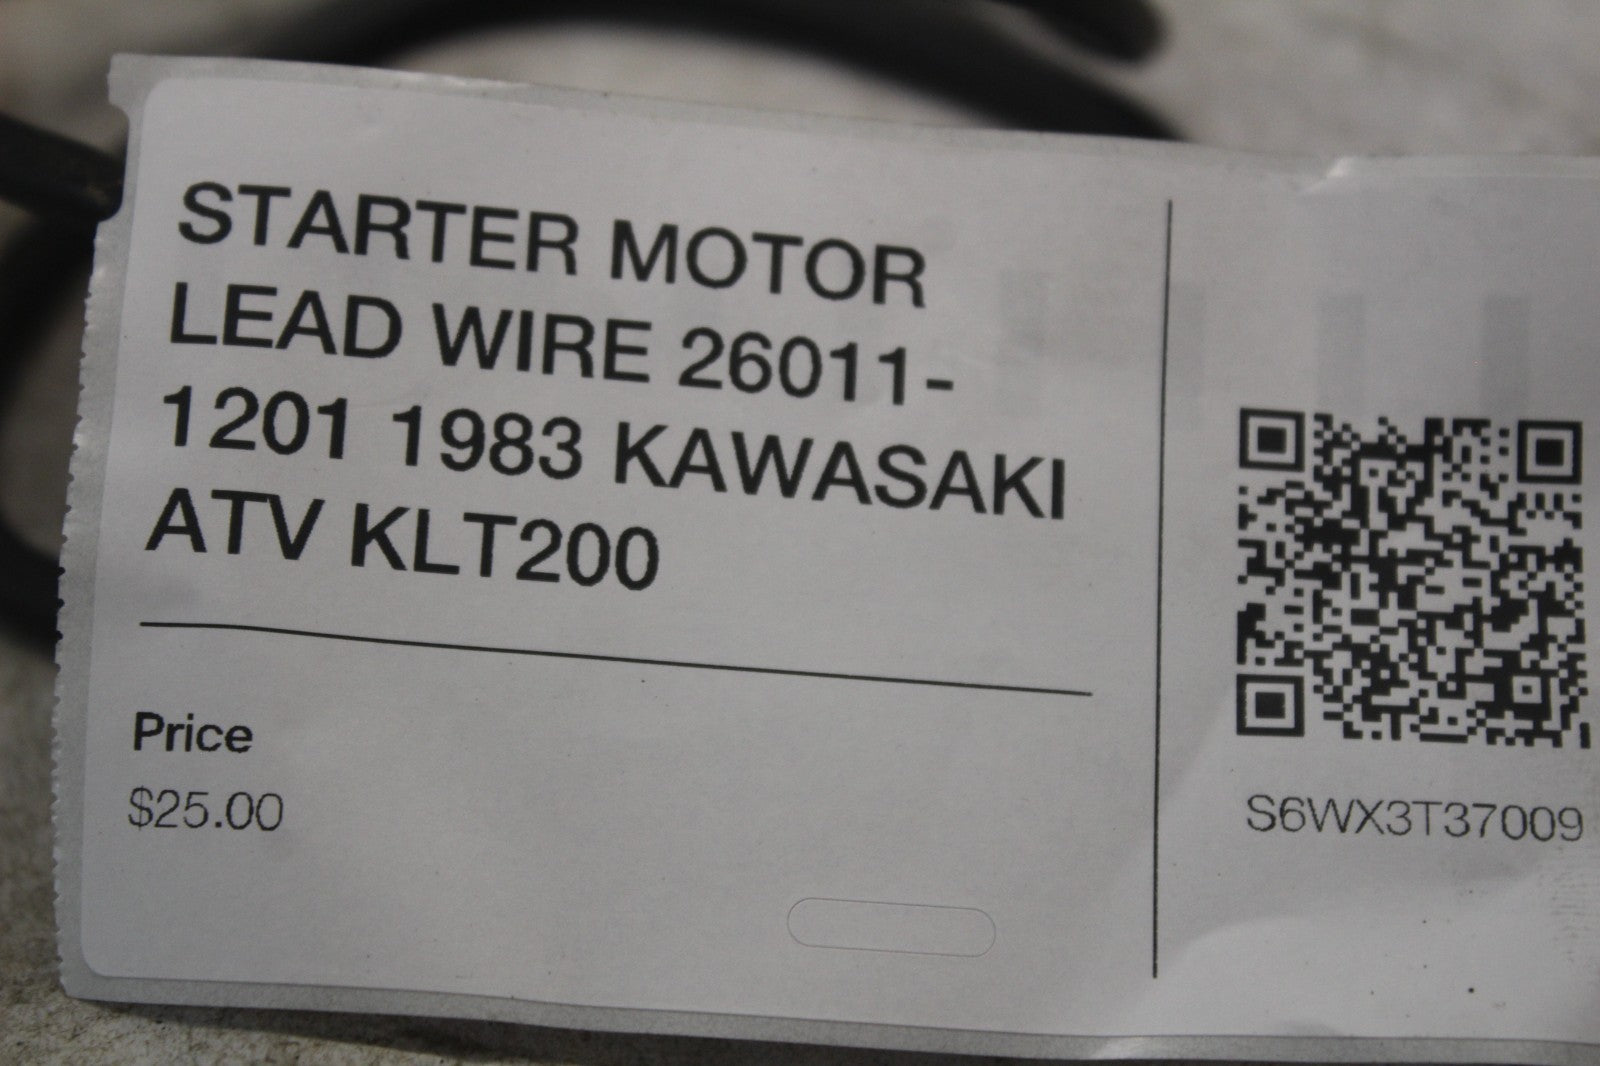 STARTER MOTOR
LEAD WIRE 26011-
1201 1983 KAWASAKI
ATV KLT200
Price
$25.00
S6WX3T37009